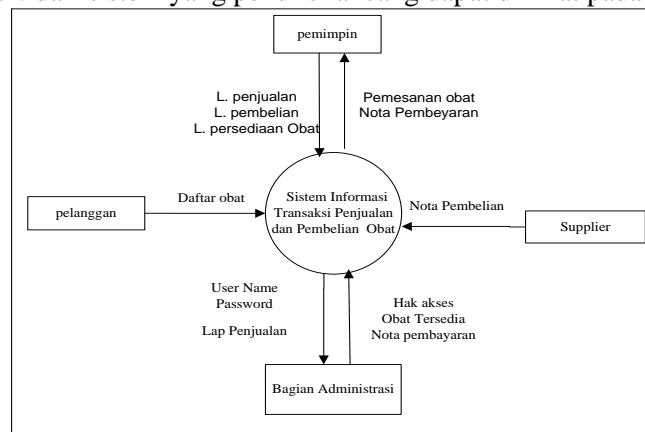 pemimpin
L. penjualan
L. pembelian
L. persediaan Obat
Pemesanan obat
Nota Pembeyaran
pelanggan
Daftar obat
Sistem Informasi
Transaksi Penjualan
dan Pembelian Obat
Nota Pembelian
Supplier
User Name
Password
Lap Penjualan
Hak akses
Obat Tersedia
Nota pembayaran
Bagian Administrasi